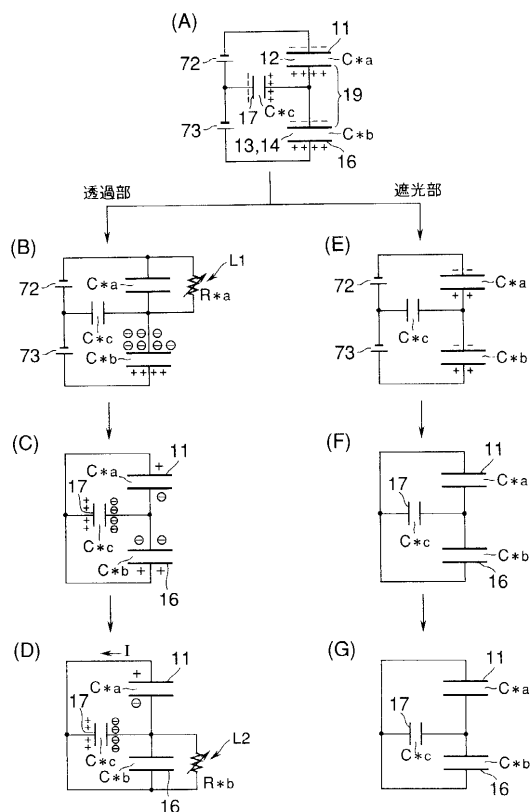 (A)
11
72
12
C*a
17
C*c
19
73
13,14
C*b
16
透過部
遮光部
(B)
L1
72
C*a
R*a
C*c
73
C*b
⊖⊖⊖
⊖⊖⊖⊖
++++
(E)
72
C*a
C*c
73
C*b
(C)
11
C*a
17
C*c
C*b
16
(F)
11
C*a
17
C*c
C*b
16
(D)
I
11
C*a
17
L2
C*c
C*b
R*b
16
(G)
11
C*a
17
C*c
C*b
16